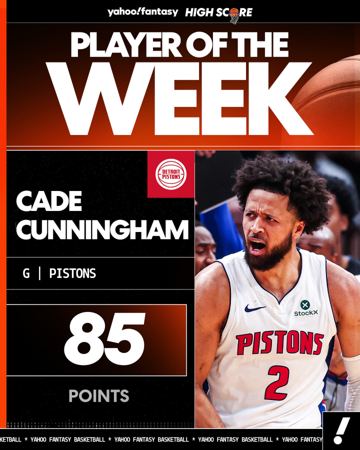 yahoo!fantasy HIGH SCORE
PLAYER OF THE
WEEK
DETROIT
PISTONS
CADE
CUNNINGHAM
G | PISTONS
85
POINTS
StockX
PISTONS
2
KETBALL * YAHOO FANTASY BASKETBALL * YAHOO FANTASY BASKETBALL * YAHOO FANTASY BASKETBALL * YAHOO FANT
!